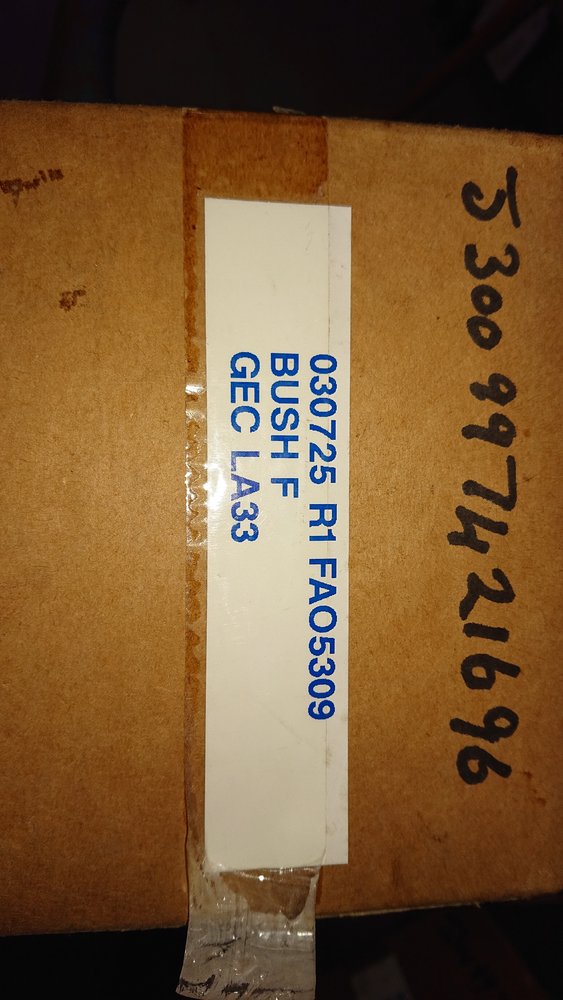 5300997421696
030725 R1 FAO5309
BUSH F
GEC LA33